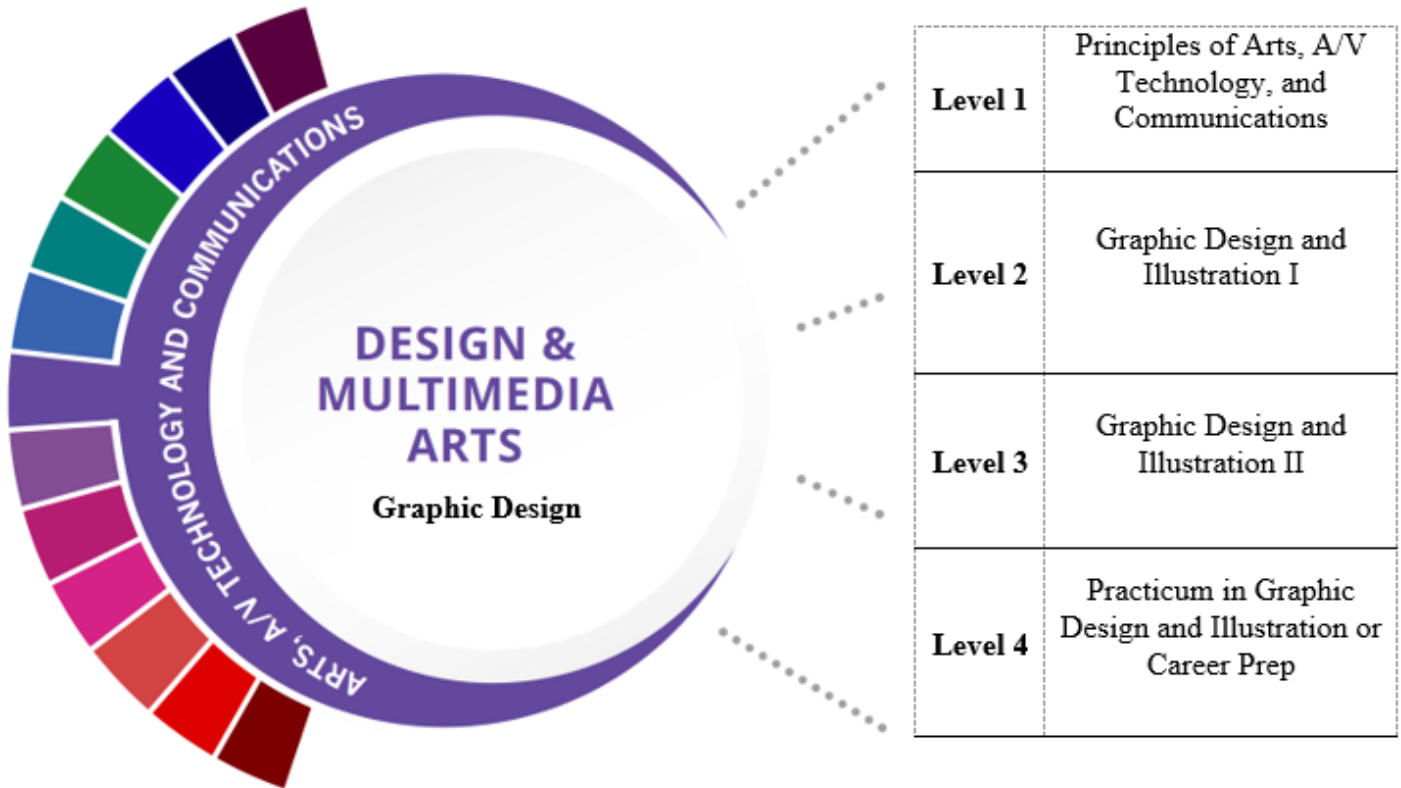 ARTS, A/V TECHNOLOGY AND COMMUNICATIONS
DESIGN &
MULTIMEDIA
ARTS
Graphic Design
Level 1
Principles of Arts, A/V
Technology, and
Communications
Level 2
Graphic Design and
Illustration I
Level 3
Graphic Design and
Illustration II
Level 4
Practicum in Graphic
Design and Illustration or
Career Prep